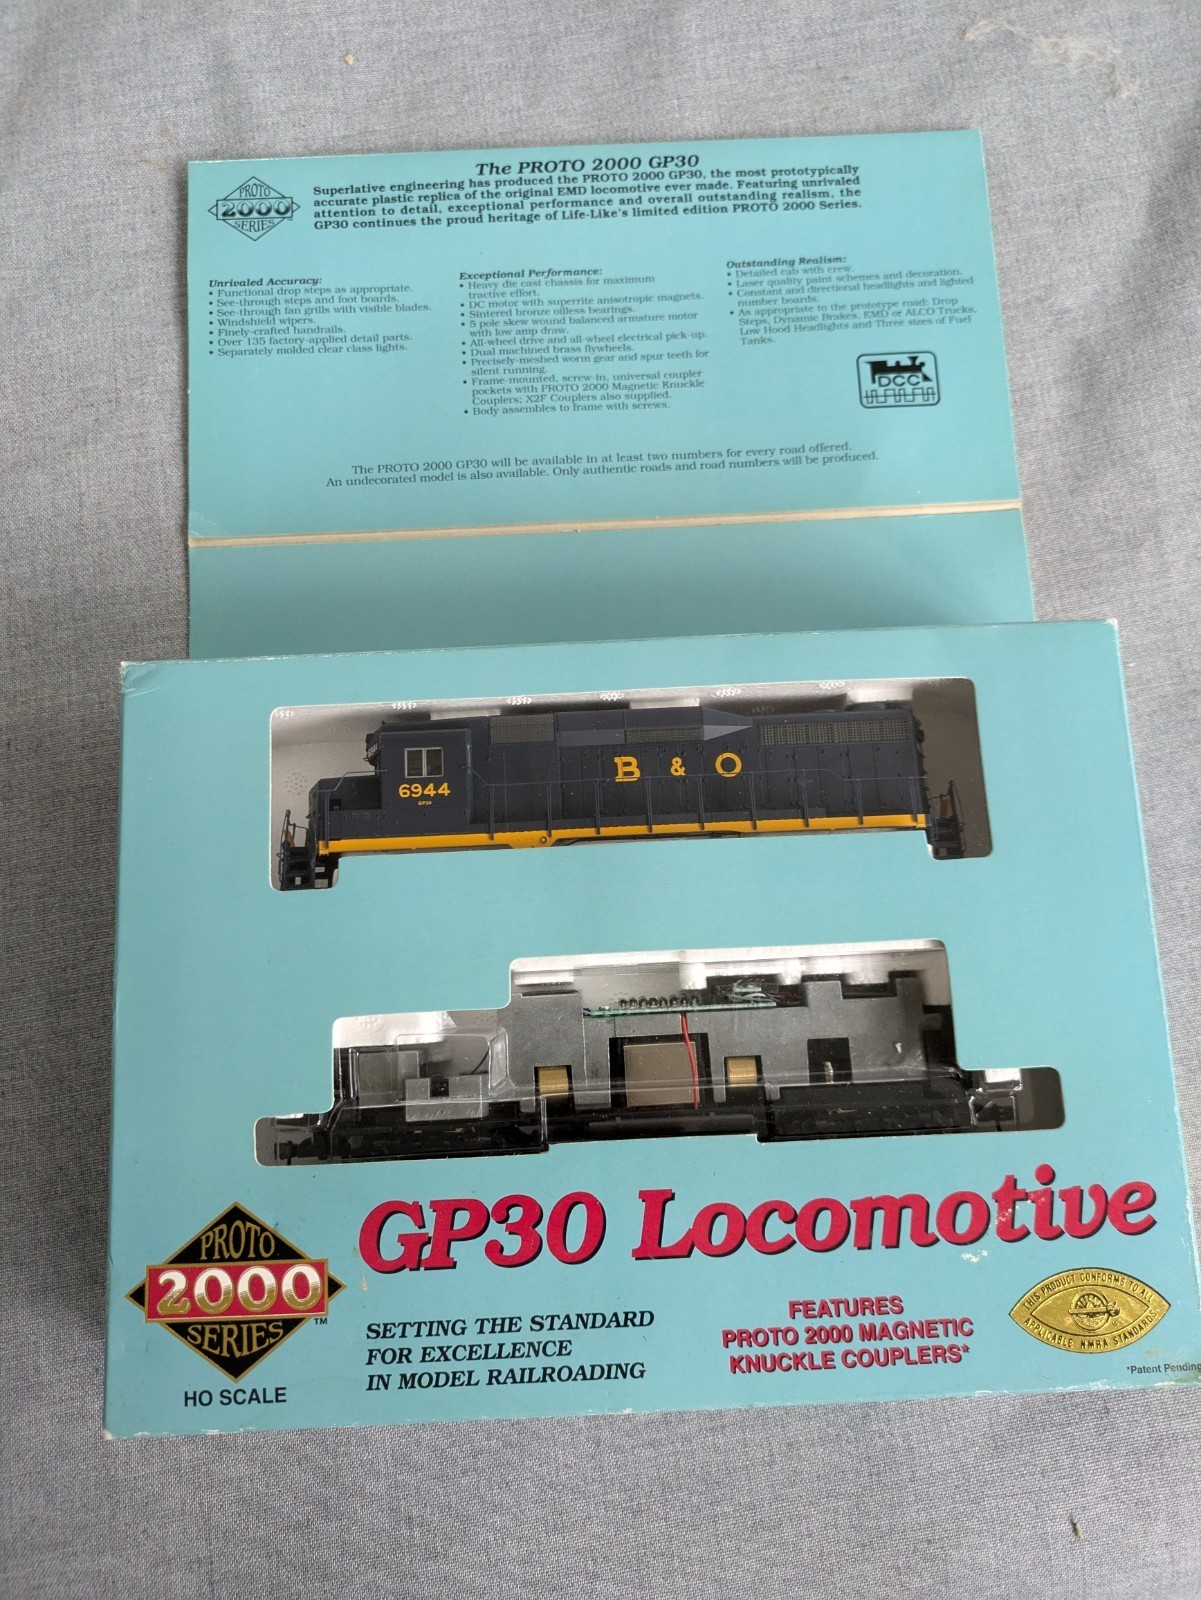 PROTO
2000
SERIES
The PROTO 2000 GP30
Superlative engineering has produced the PROTO 2000 GP30, the most prototypically
accurate plastic replica of the original EMD locomotive ever made. Featuring unrivaled
attention to detail, exceptional performance and overall outstanding realism, the
GP30 continues the proud heritage of Life-Like's limited edition PROTO 2000 Series.
Unrivaled Accuracy:
• Functional drop steps as appropriate.
• See-through steps and foot boards.
• See-through fan grills with visible blades.
• Windshield wipers.
• Finely-crafted handrails.
• Over 135 factory-applied detail parts.
• Separately molded clear class lights.
Exceptional Performance:
• Heavy die cast chassis for maximum
tractive effort.
• DC motor with superrite anisotropic magnets.
• Sintered bronze oilless bearings.
• 5 pole skew wound balanced armature motor
with low amp draw.
• All-wheel drive and all-wheel electrical pick-up.
• Dual machined brass flywheels.
• Precisely-meshed worm gear and spur teeth for
silent running.
• Frame-mounted, screw-in, universal coupler
pockets with PROTO 2000 Magnetic Knuckle
Couplers; X2F Couplers also supplied.
• Body assembles to frame with screws.
Outstanding Realism:
• Detailed cab with crew.
• Laser quality paint schemes and decoration.
• Constant and directional headlights and lighted
number boards.
• As appropriate to the prototype road: Drop
Steps, Dynamic Brakes, EMD or ALCO Trucks,
Low Hood Headlights and Three sizes of Fuel
Tanks.
DCC
The PROTO 2000 GP30 will be available in at least two numbers for every road offered.
An undecorated model is also available. Only authentic roads and road numbers will be produced.
B & O
6944
GP30
GP30 Locomotive
PROTO
2000
SERIES
TM
HO SCALE
SETTING THE STANDARD
FOR EXCELLENCE
IN MODEL RAILROADING
FEATURES
PROTO 2000 MAGNETIC
KNUCKLE COUPLERS*
THIS PRODUCT CONFORMS TO ALL
APPLICABLE NMRA STANDARDS
*Patent Pending